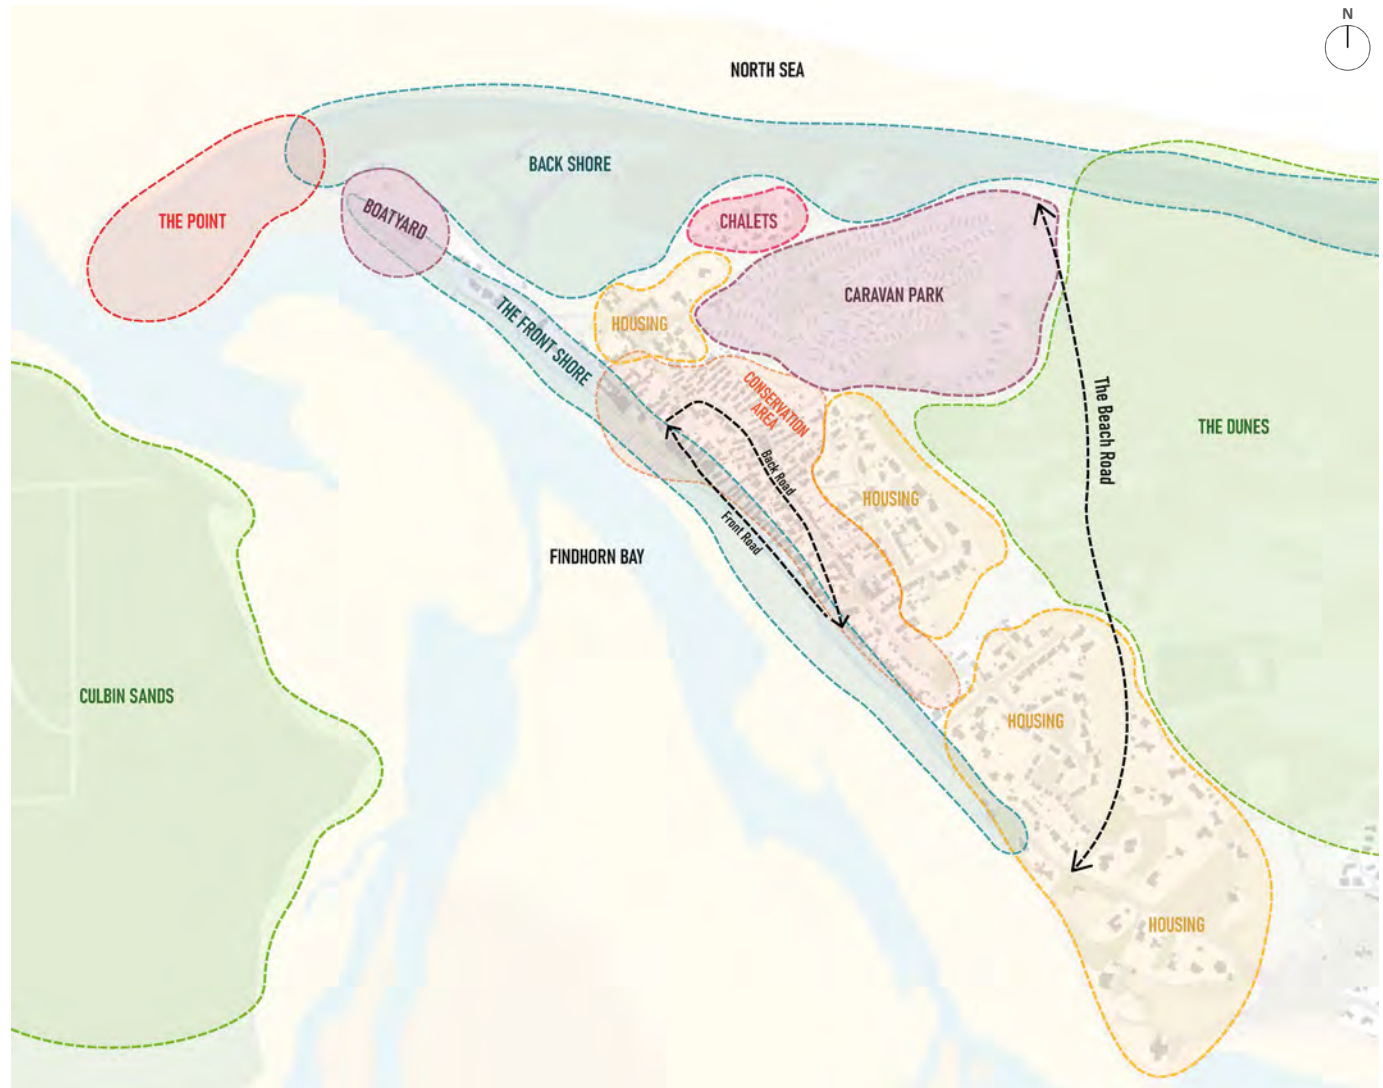 N
NORTH SEA
BACK SHORE
THE POINT
BOATYARD
CHALETS
CARAVAN PARK
THE FRONT SHORE
HOUSING
CONSERVATION
AREA
The Beach Road
THE DUNES
Back Road
HOUSING
Front Road
FINDHORN BAY
CULBIN SANDS
HOUSING
HOUSING